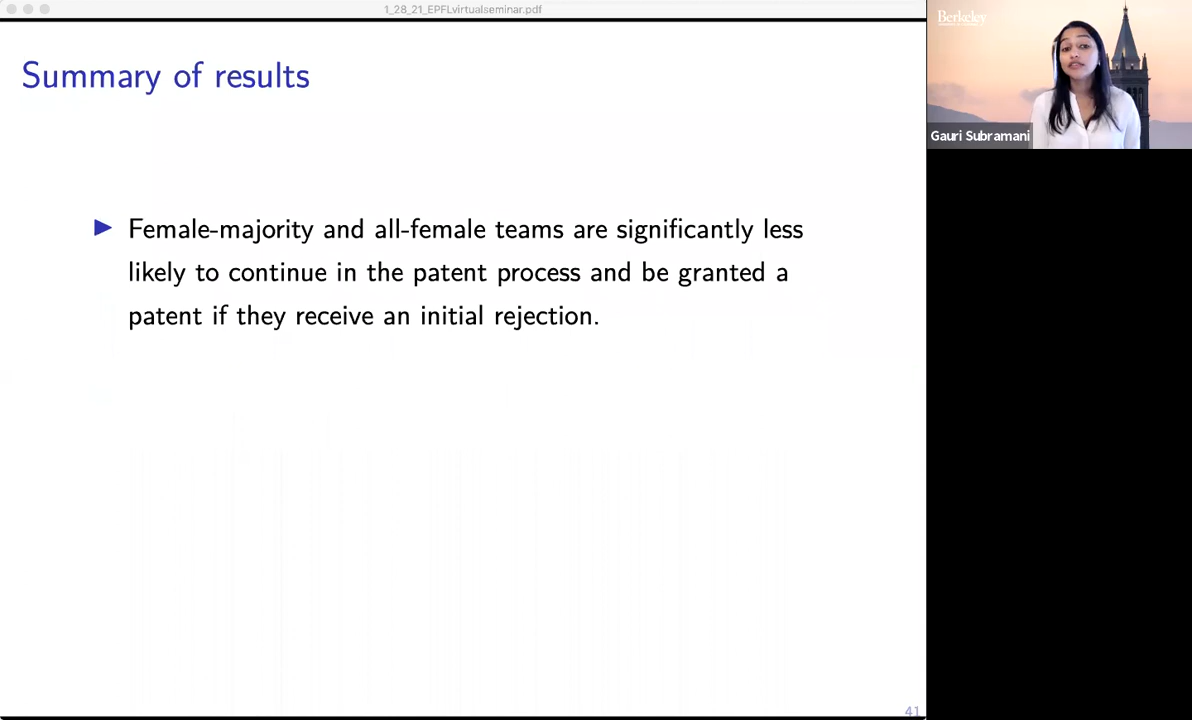 1_28_21_EPFLvirtualseminar.pdf
Summary of results
Female-majority and all-female teams are significantly less
likely to continue in the patent process and be granted a
patent if they receive an initial rejection.
41
Berkeley
Gauri Subramani